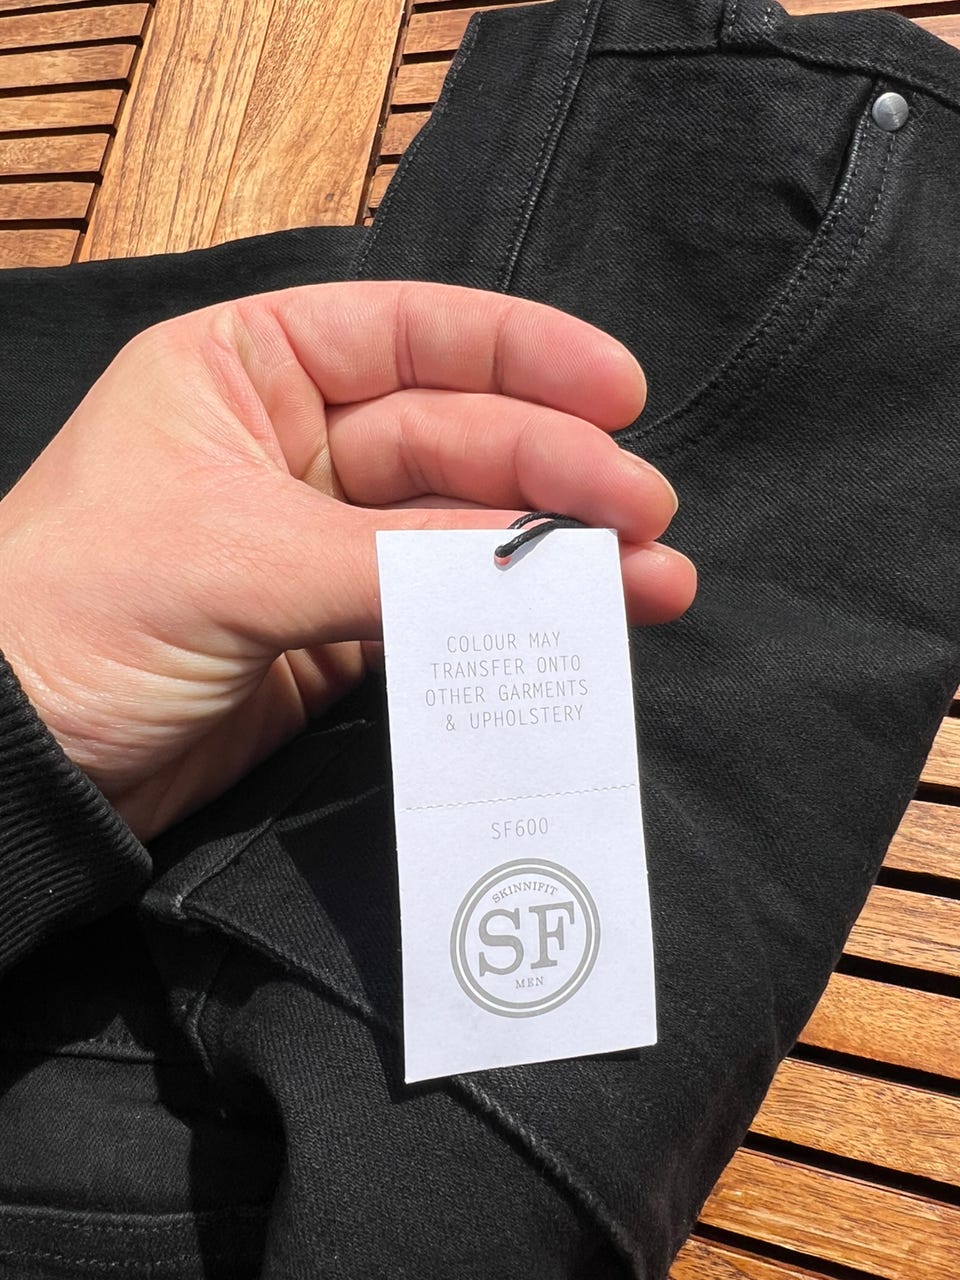 COLOUR MAY
TRANSFER ONTO
OTHER GARMENTS
& UPHOLSTERY
SF600
SKINNIFIT
SF
MEN